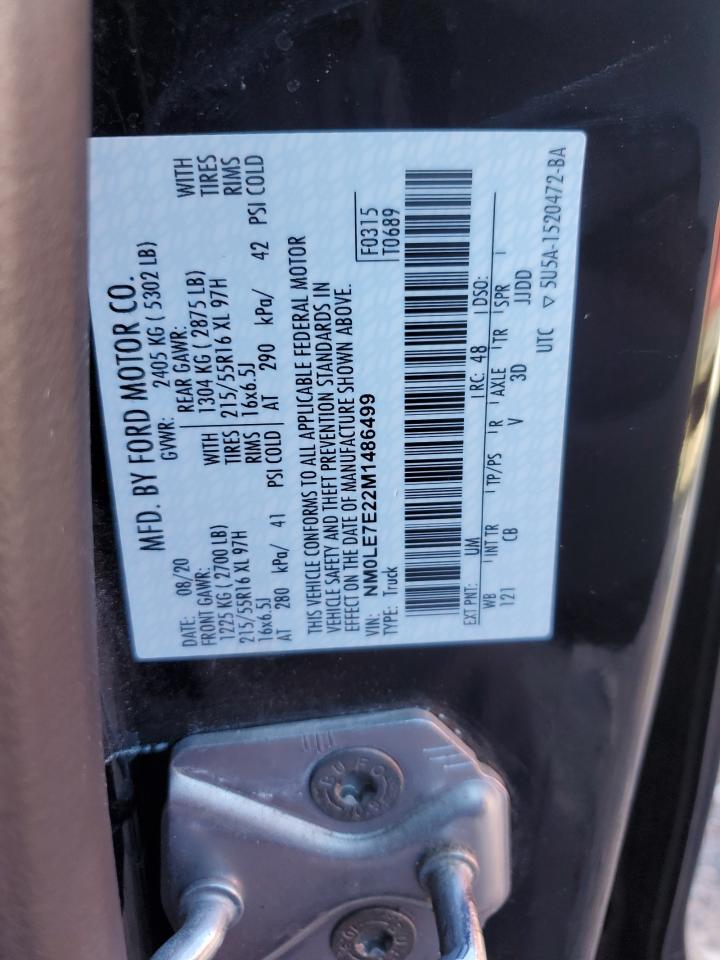 MFD. BY FORD MOTOR CO.
DATE: 08/20 GVWR: 2405 KG ( 5302 LB)
FRONT GAWR: REAR GAWR:
1225 KG ( 2700 LB) WITH 1304 KG ( 2875 LB) WITH
215/55R16 XL 97H TIRES 215/55R16 XL 97H TIRES
16x6.5J RIMS 16x6.5J RIMS
AT 280 kPa/ 41 PSI COLD AT 290 kPa/ 42 PSI COLD
THIS VEHICLE CONFORMS TO ALL APPLICABLE FEDERAL MOTOR
VEHICLE SAFETY AND THEFT PREVENTION STANDARDS IN
EFFECT ON THE DATE OF MANUFACTURE SHOWN ABOVE.
VIN: NM0LE7E22M1486499 F0315
TYPE: Truck T0689
EXT PNT: UM RC: 48 DSO:
WB INT TR TP/PS R AXLE TR SPR
121 CB V 3D JJDD
UTC ▽ 5U5A-1520472-BA